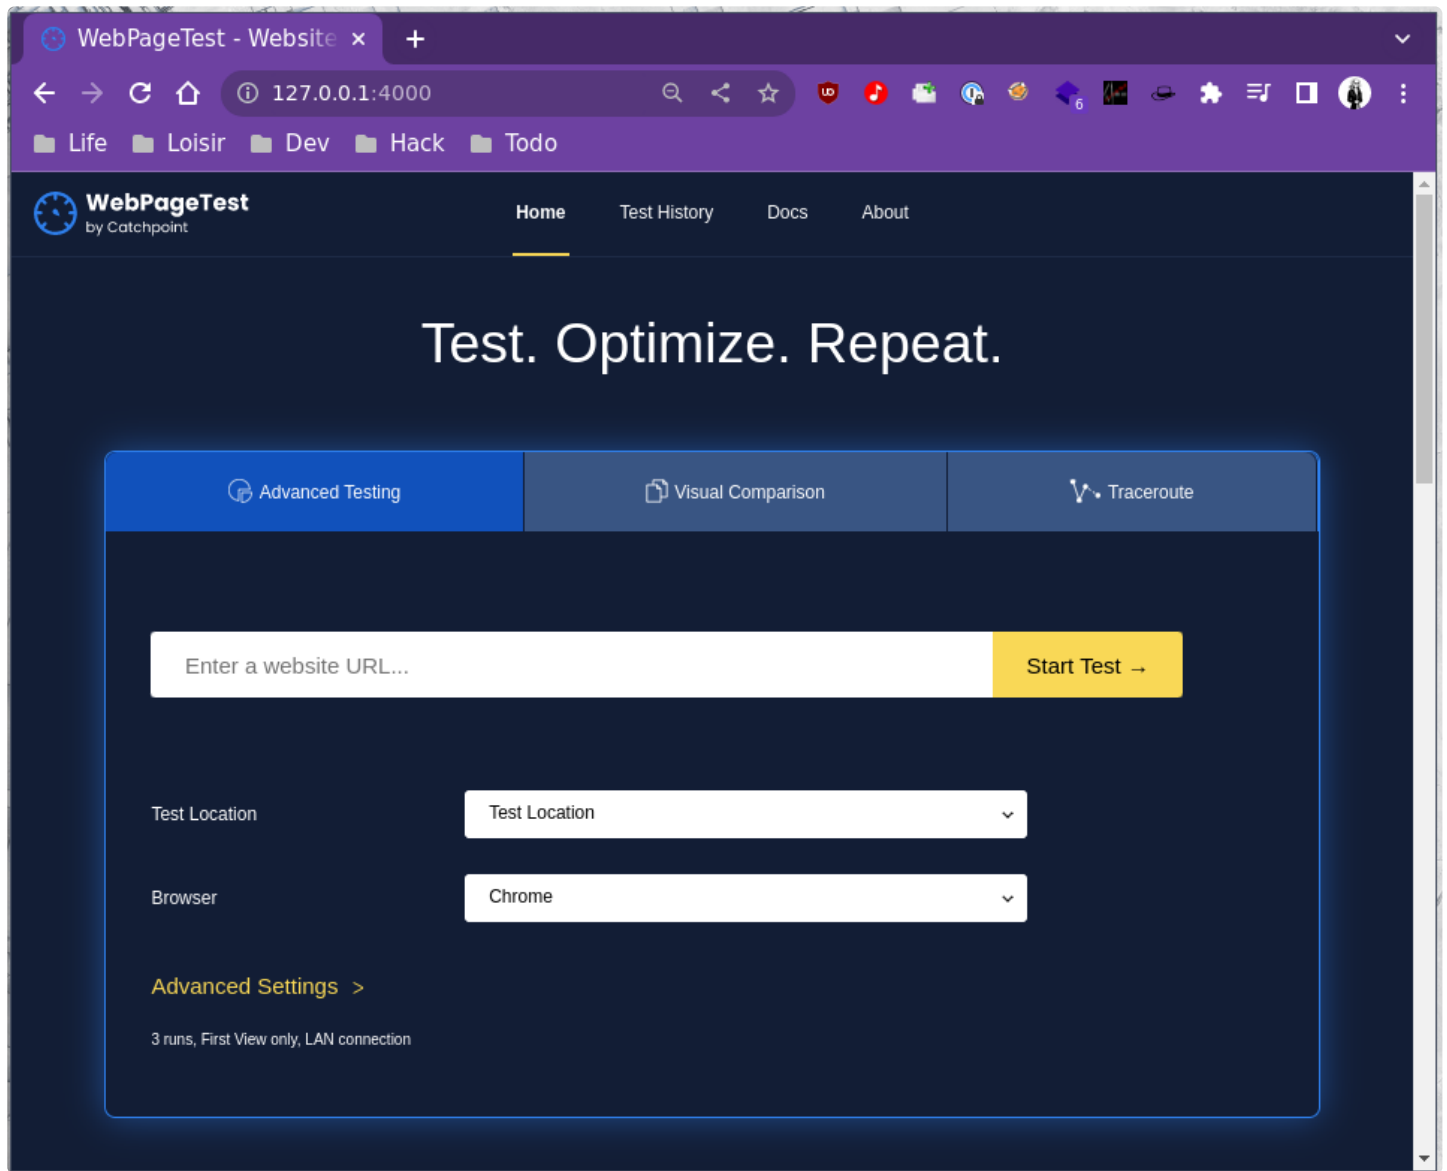 WebPageTest - Website
127.0.0.1:4000
6
Life Loisir Dev Hack Todo
WebPageTest
by Catchpoint
Home Test History Docs About
Test. Optimize. Repeat.
Advanced Testing Visual Comparison Traceroute
Enter a website URL... Start Test →
Test Location Test Location
Browser Chrome
Advanced Settings >
3 runs, First View only, LAN connection